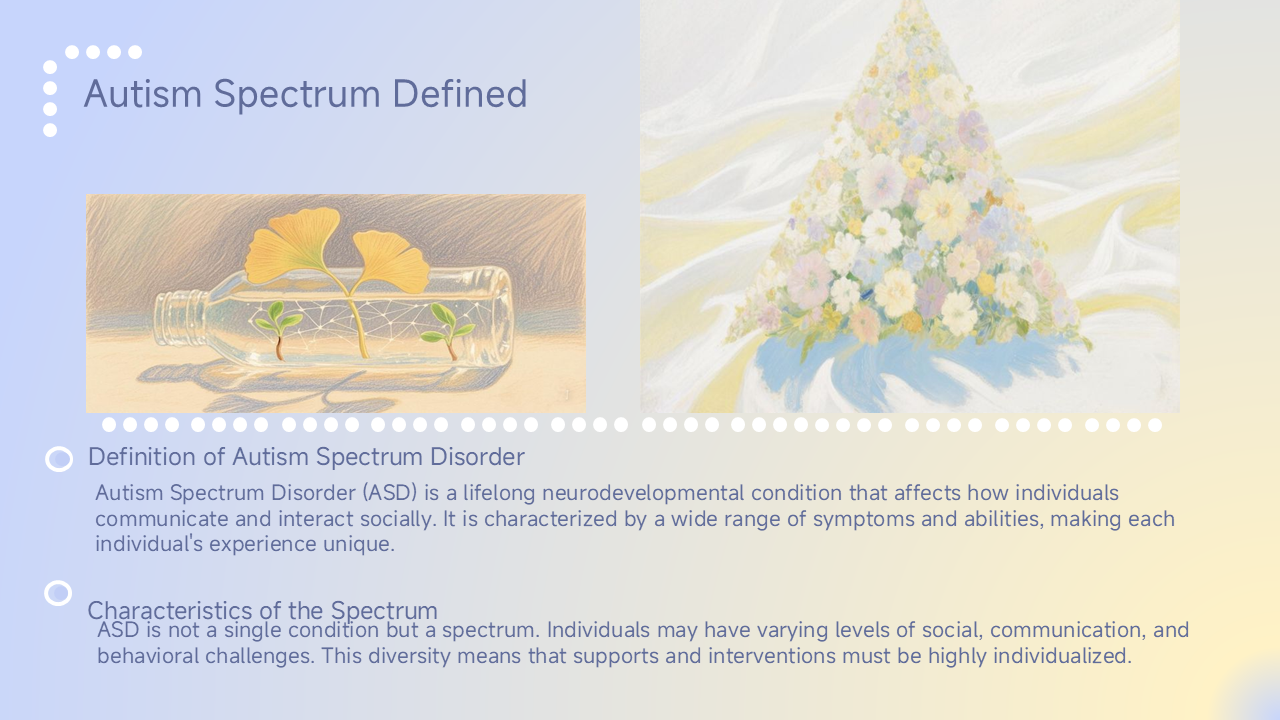 Autism Spectrum Defined
Definition of Autism Spectrum Disorder
Autism Spectrum Disorder (ASD) is a lifelong neurodevelopmental condition that affects how individuals
communicate and interact socially. It is characterized by a wide range of symptoms and abilities, making each
individual's experience unique.
Characteristics of the Spectrum
ASD is not a single condition but a spectrum. Individuals may have varying levels of social, communication, and
behavioral challenges. This diversity means that supports and interventions must be highly individualized.